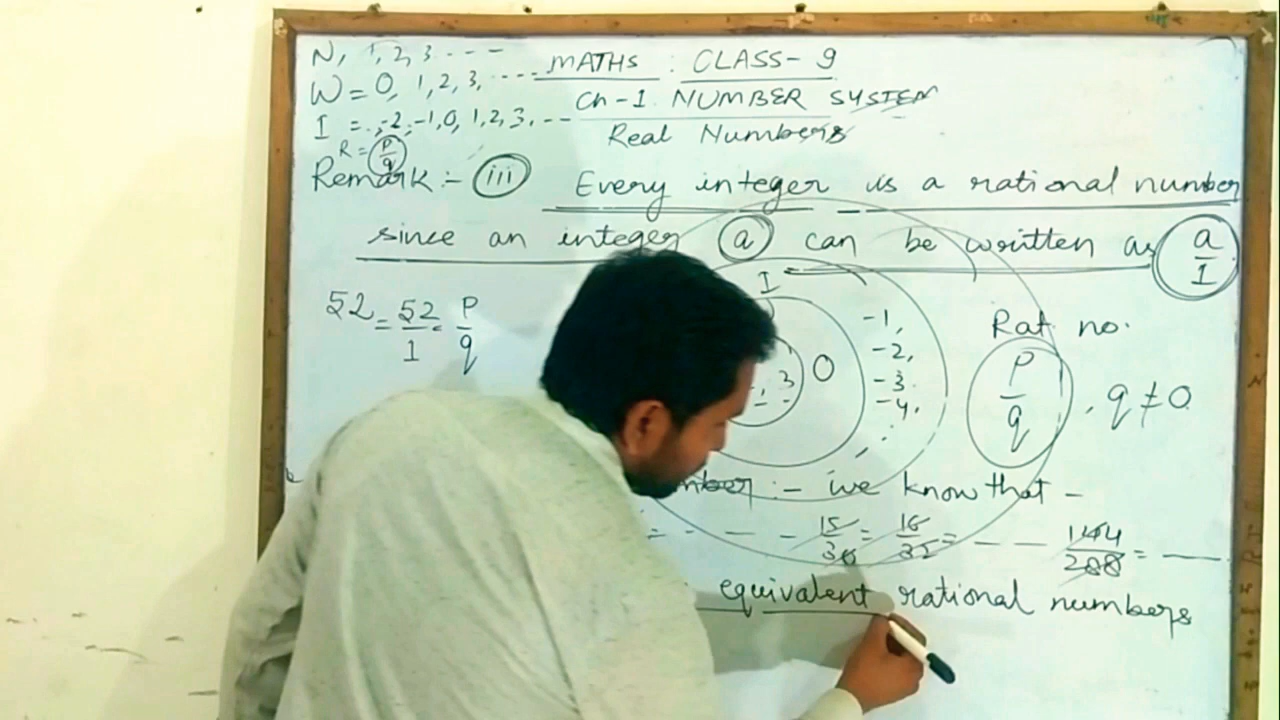 N, 1, 2, 3 - - - -
W = 0, 1, 2, 3, - - - -
I = .,-2,-1,0, 1, 2, 3, - - -
R = p/q
MATHS : CLASS- 9
Ch-1 NUMBER SYSTEM
Real Numbers
Remark :- (iii) Every integer is a rational number
since an integer (a) can be written as a/1
52 = 52/1 = P/q
I
3
0
-1,
-2,
-3.
-4,
Rat no.
P/q , q ≠ 0
:- we know that -
= - - - 15/30 = 16/32 = - - - 144/288 = - - -
equivalent rational numbers